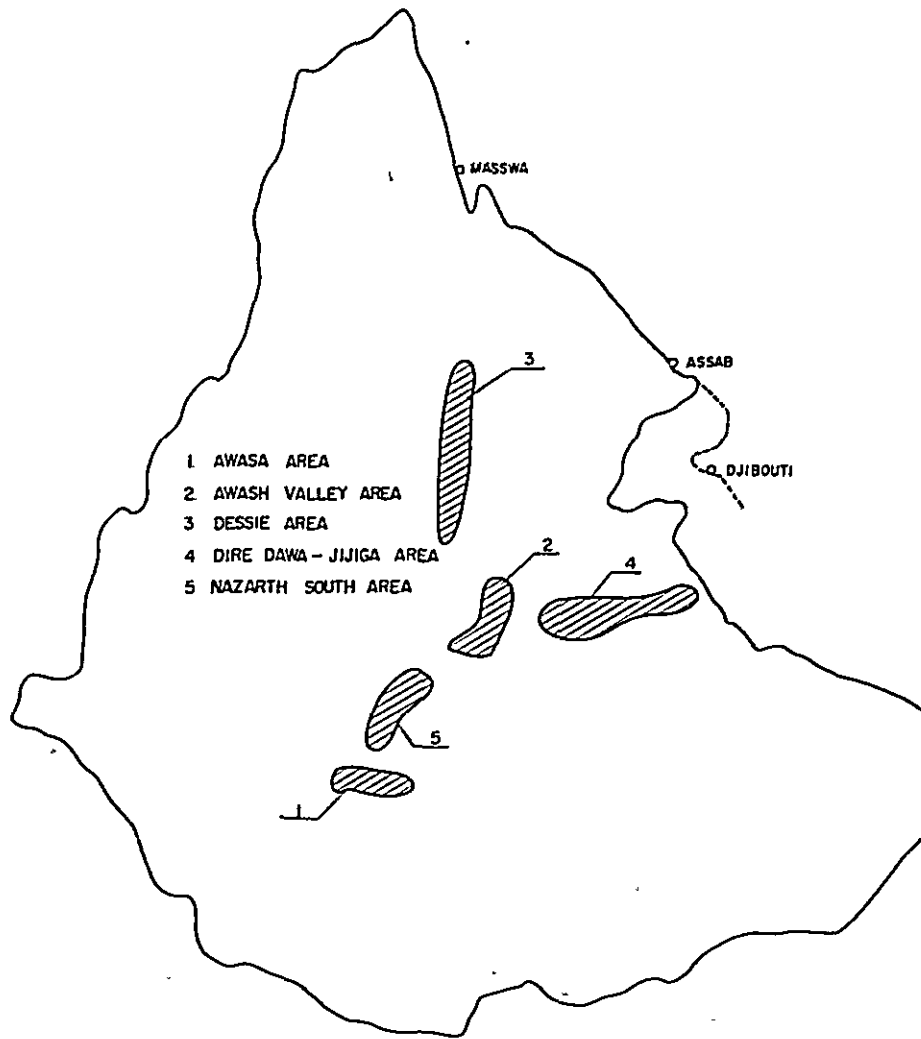 MASSWA
3
ASSAB
DJIBOUTI
1. AWASA AREA
2. AWASH VALLEY AREA
3 DESSIE AREA
4 DIRE DAWA-JIJIGA AREA
5 NAZARTH SOUTH AREA
2
4
5
1